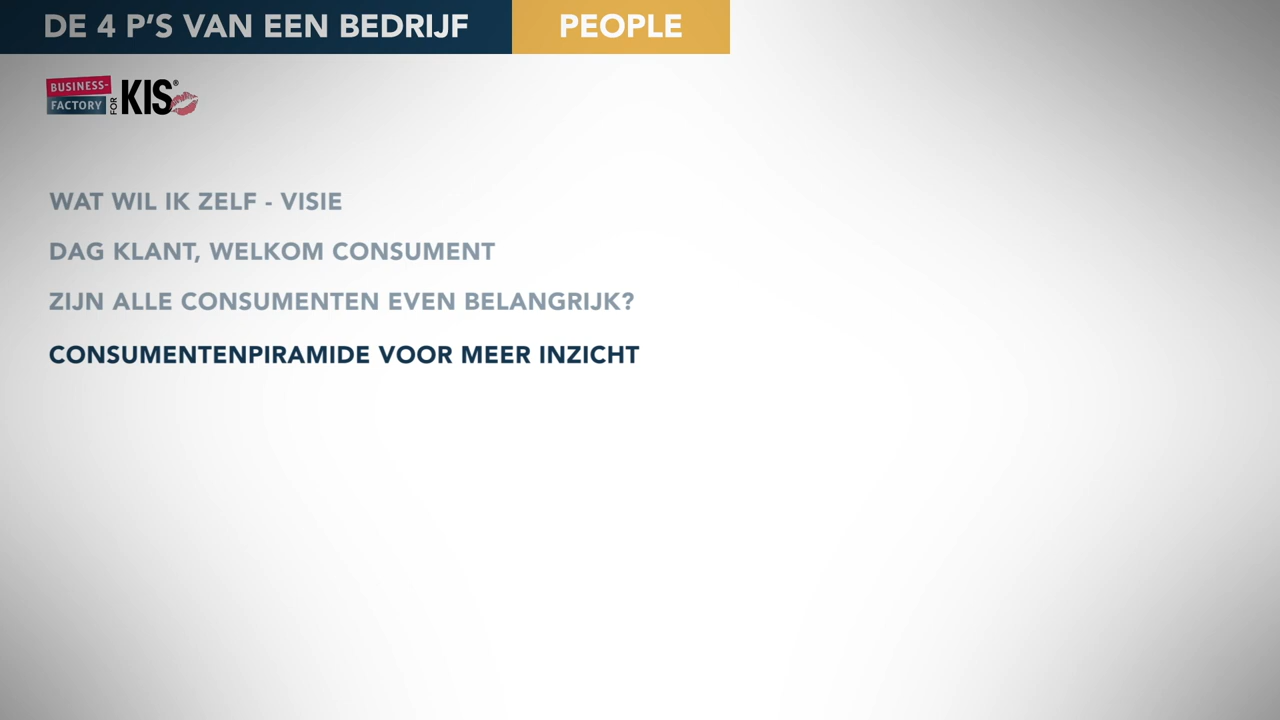 DE 4 P'S VAN EEN BEDRIJF PEOPLE
BUSINESS-
FACTORY FOR KIS®
WAT WIL IK ZELF - VISIE
DAG KLANT, WELKOM CONSUMENT
ZIJN ALLE CONSUMENTEN EVEN BELANGRIJK?
CONSUMENTENPIRAMIDE VOOR MEER INZICHT